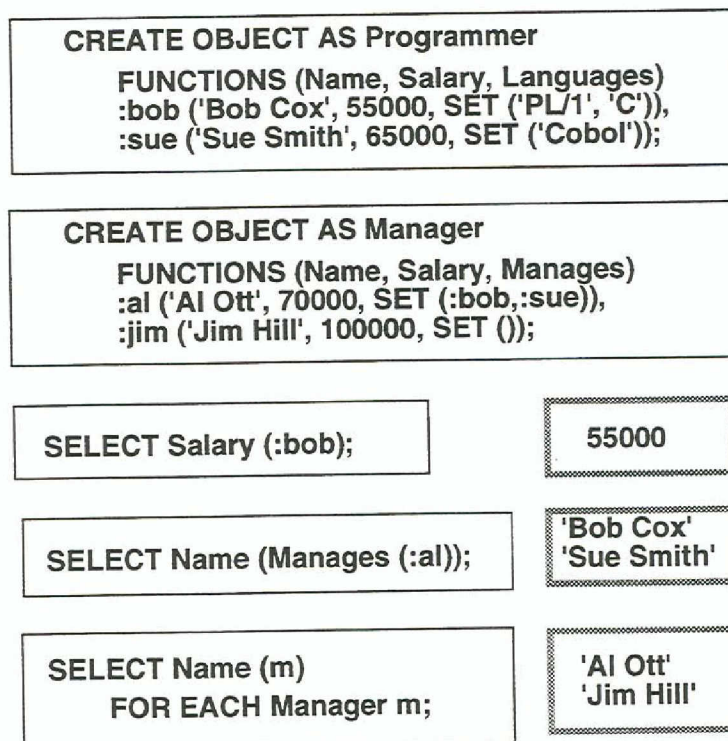 CREATE OBJECT AS Programmer
FUNCTIONS (Name, Salary, Languages)
:bob ('Bob Cox', 55000, SET ('PL/1', 'C')),
:sue ('Sue Smith', 65000, SET ('Cobol'));
CREATE OBJECT AS Manager
FUNCTIONS (Name, Salary, Manages)
:al ('Al Ott', 70000, SET (:bob,:sue)),
:jim ('Jim Hill', 100000, SET ());
SELECT Salary (:bob);
55000
SELECT Name (Manages (:al));
'Bob Cox'
'Sue Smith'
SELECT Name (m)
FOR EACH Manager m;
'Al Ott'
'Jim Hill'